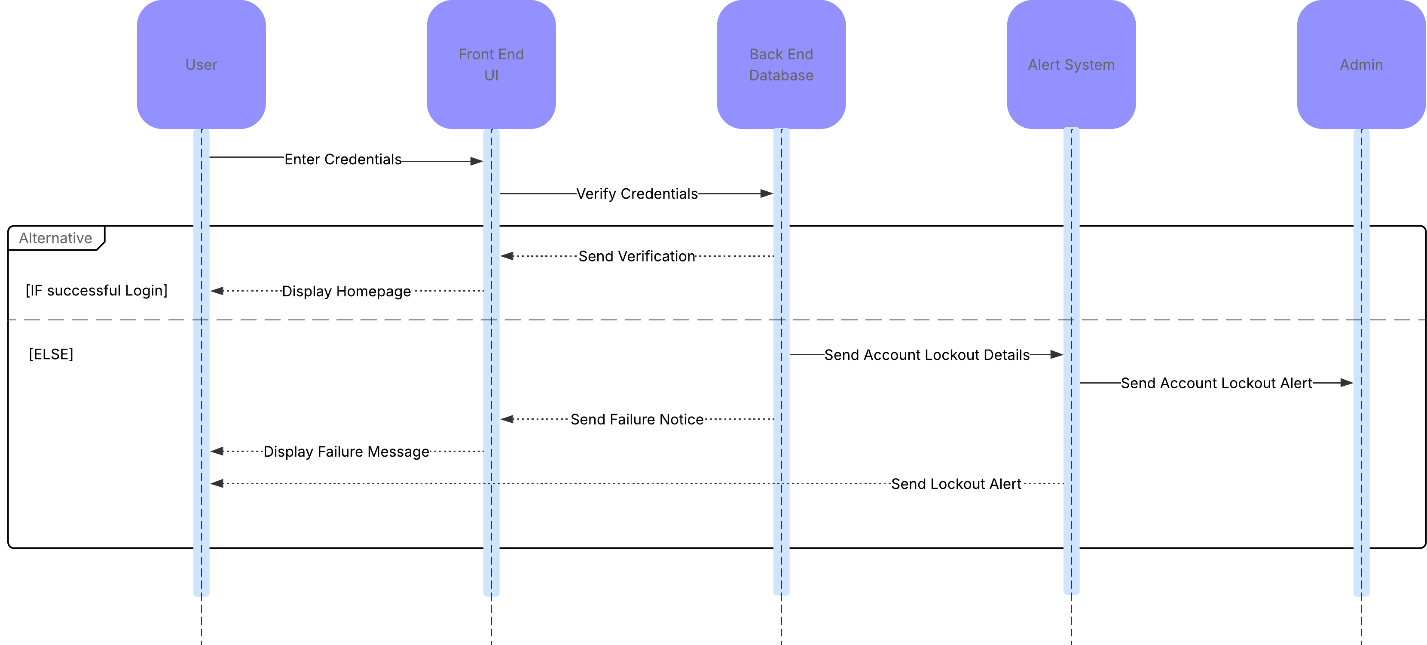 User
Front End
UI
Back End
Database
Alert System
Admin
Enter Credentials
Verify Credentials
Alternative
Send Verification
[IF successful Login]
Display Homepage
[ELSE]
Send Account Lockout Details
Send Account Lockout Alert
Send Failure Notice
Display Failure Message
Send Lockout Alert